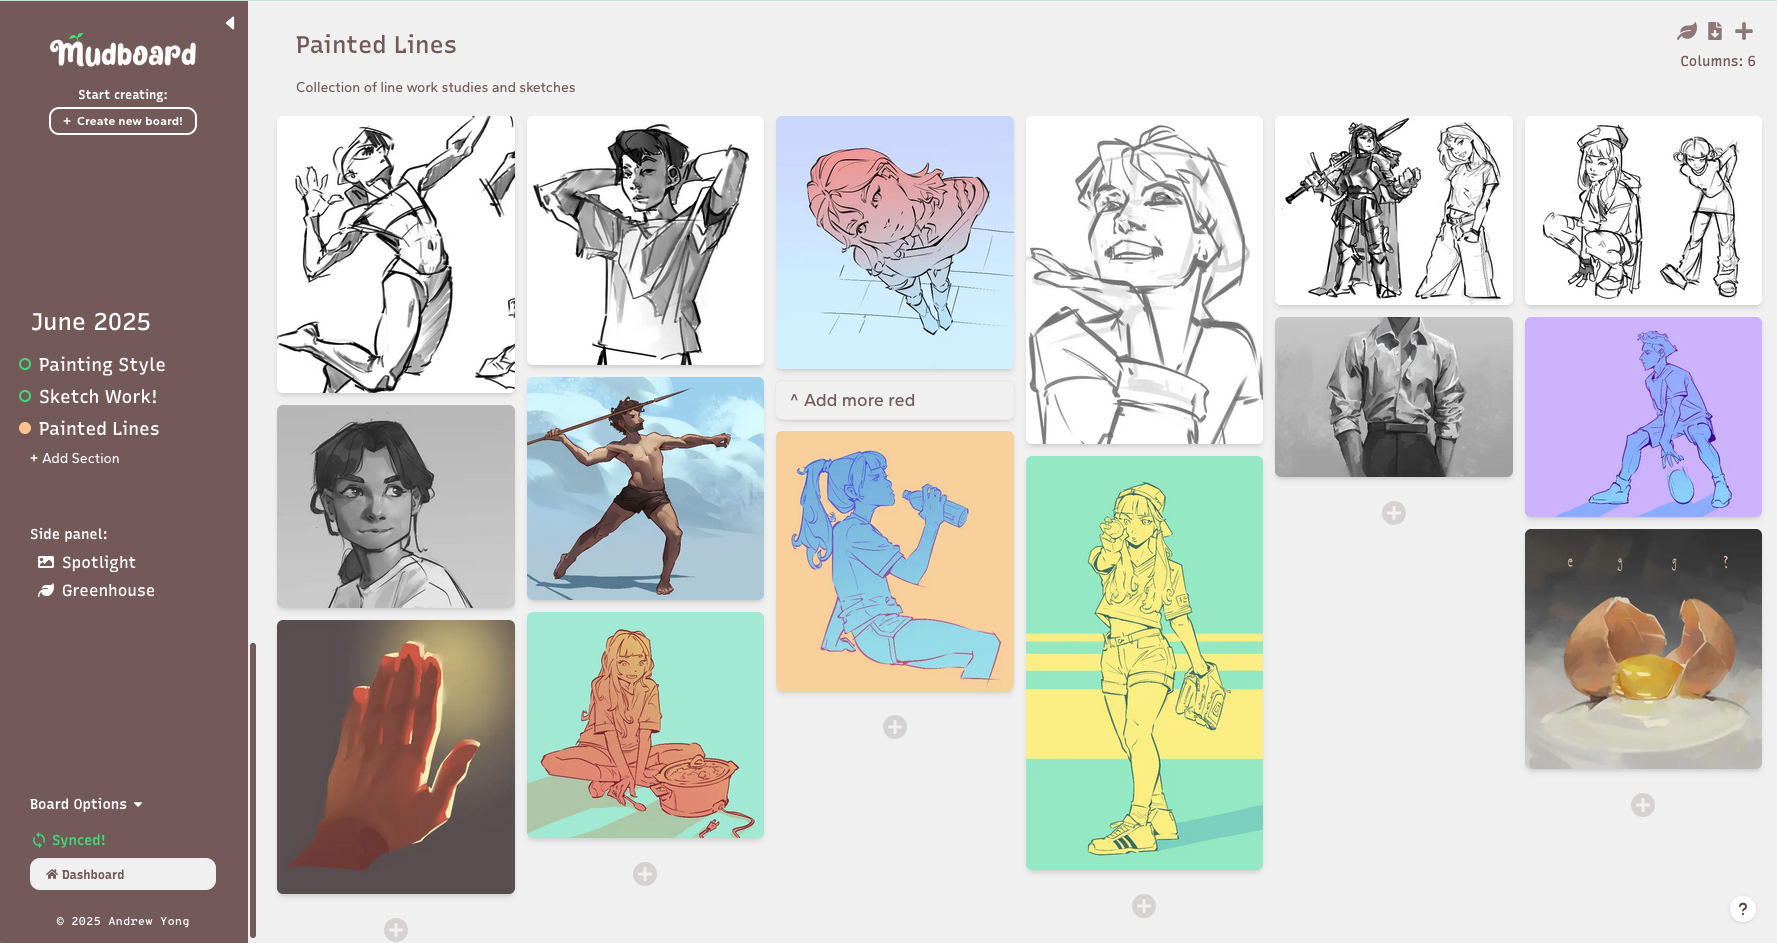 Mudboard
Start creating:
+ Create new board!
June 2025
Painting Style
Sketch Work!
Painted Lines
+ Add Section
Side panel:
Spotlight
Greenhouse
Board Options
Synced!
Dashboard
© 2025 Andrew Yong
Painted Lines
Collection of line work studies and sketches
Columns: 6
^ Add more red
e g g ?
?